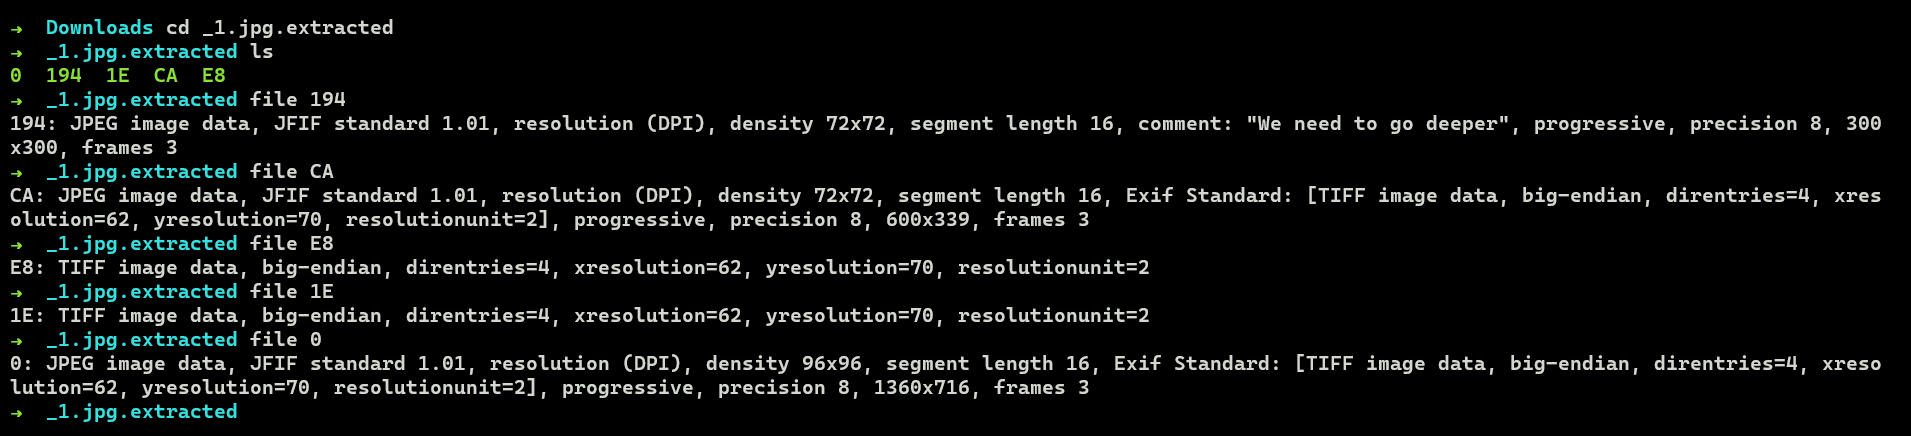 → Downloads cd _1.jpg.extracted
→ _1.jpg.extracted ls
0  194  1E  CA  E8
→ _1.jpg.extracted file 194
194: JPEG image data, JFIF standard 1.01, resolution (DPI), density 72x72, segment length 16, comment: "We need to go deeper", progressive, precision 8, 300
x300, frames 3
→ _1.jpg.extracted file CA
CA: JPEG image data, JFIF standard 1.01, resolution (DPI), density 72x72, segment length 16, Exif Standard: [TIFF image data, big-endian, direntries=4, xres
olution=62, yresolution=70, resolutionunit=2], progressive, precision 8, 600x339, frames 3
→ _1.jpg.extracted file E8
E8: TIFF image data, big-endian, direntries=4, xresolution=62, yresolution=70, resolutionunit=2
→ _1.jpg.extracted file 1E
1E: TIFF image data, big-endian, direntries=4, xresolution=62, yresolution=70, resolutionunit=2
→ _1.jpg.extracted file 0
0: JPEG image data, JFIF standard 1.01, resolution (DPI), density 96x96, segment length 16, Exif Standard: [TIFF image data, big-endian, direntries=4, xreso
lution=62, yresolution=70, resolutionunit=2], progressive, precision 8, 1360x716, frames 3
→ _1.jpg.extracted